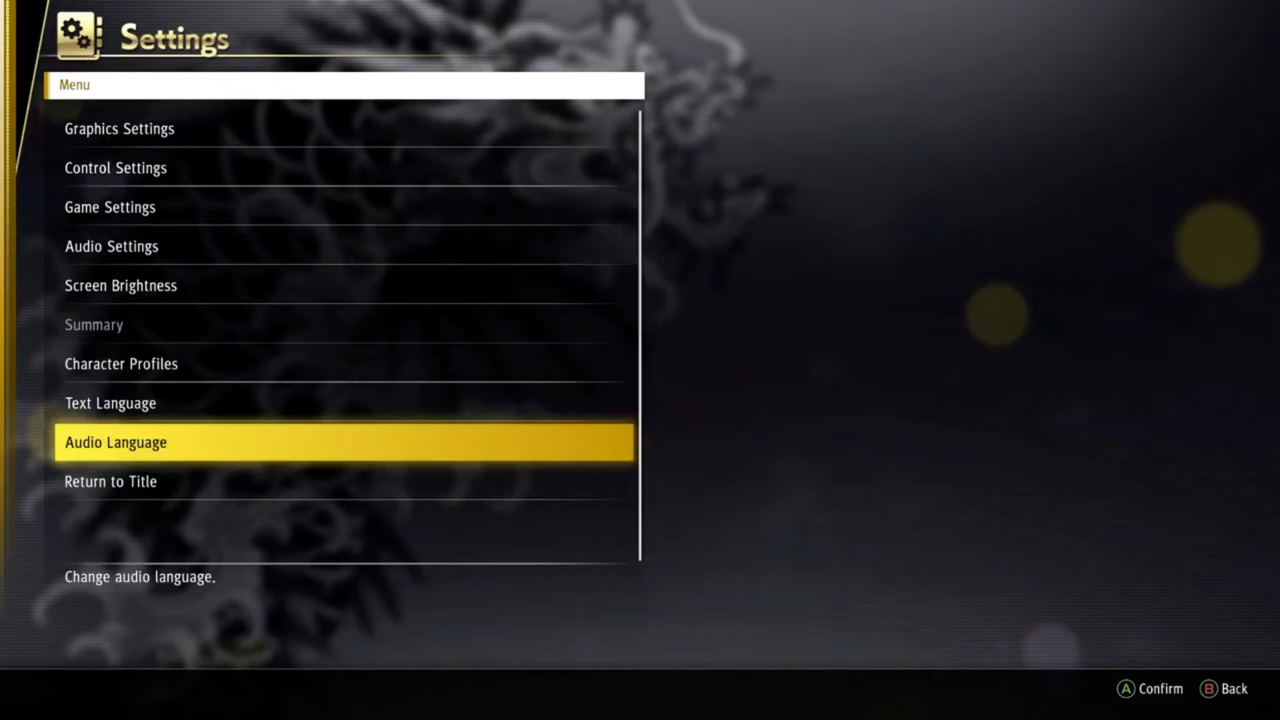 Settings
Menu
Graphics Settings
Control Settings
Game Settings
Audio Settings
Screen Brightness
Summary
Character Profiles
Text Language
Audio Language
Return to Title
Change audio language.
A Confirm B Back